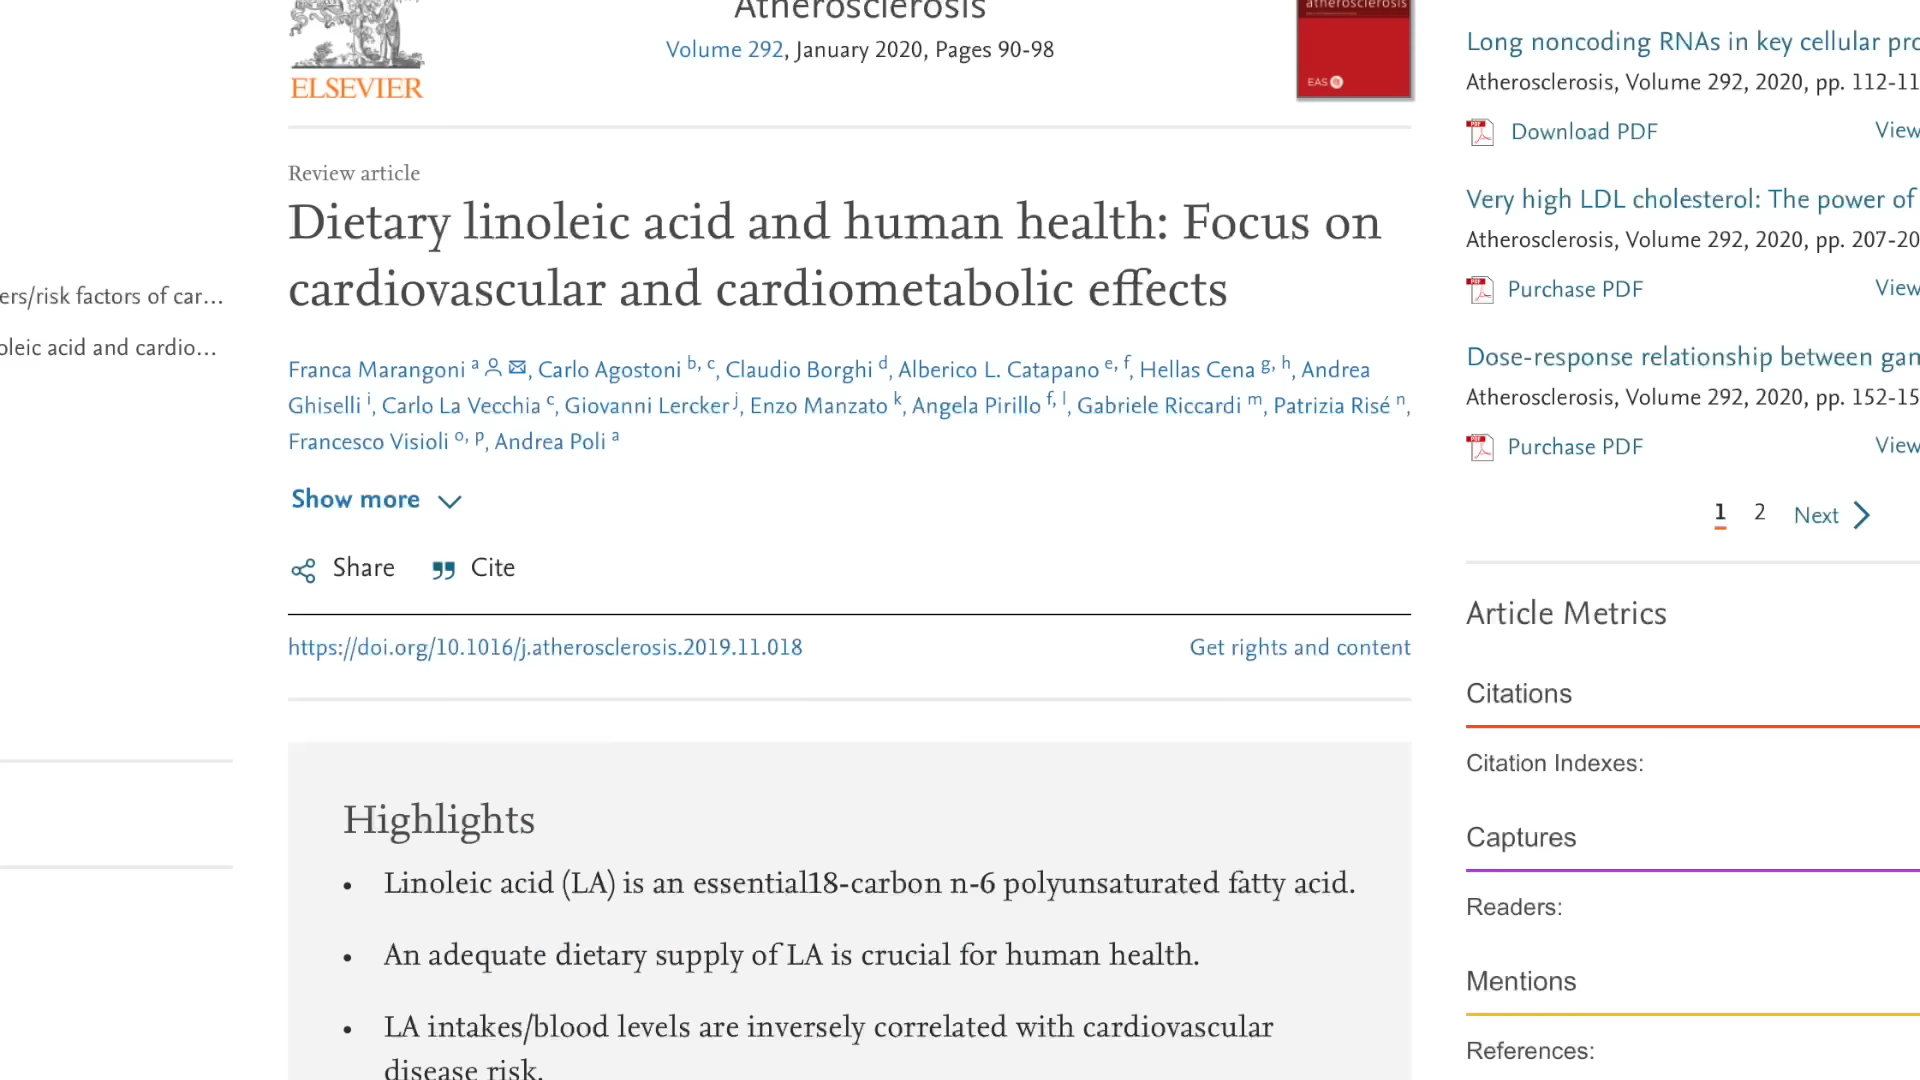 Atherosclerosis
Volume 292, January 2020, Pages 90-98
ELSEVIER
atherosclerosis
EAS
Review article
Dietary linoleic acid and human health: Focus on
cardiovascular and cardiometabolic effects
Franca Marangoni a, Carlo Agostoni b, c, Claudio Borghi d, Alberico L. Catapano e, f, Hellas Cena g, h, Andrea
Ghiselli i, Carlo La Vecchia c, Giovanni Lercker j, Enzo Manzato k, Angela Pirillo f, l, Gabriele Riccardi m, Patrizia Risé n,
Francesco Visioli o, p, Andrea Poli a
Show more
Share Cite
https://doi.org/10.1016/j.atherosclerosis.2019.11.018 Get rights and content
Highlights
• Linoleic acid (LA) is an essential18-carbon n-6 polyunsaturated fatty acid.
• An adequate dietary supply of LA is crucial for human health.
• LA intakes/blood levels are inversely correlated with cardiovascular
disease risk.
ers/risk factors of car...
oleic acid and cardio...
Long noncoding RNAs in key cellular pro
Atherosclerosis, Volume 292, 2020, pp. 112-11
Download PDF View
Very high LDL cholesterol: The power of
Atherosclerosis, Volume 292, 2020, pp. 207-20
Purchase PDF View
Dose-response relationship between gam
Atherosclerosis, Volume 292, 2020, pp. 152-15
Purchase PDF View
1 2 Next
Article Metrics
Citations
Citation Indexes:
Captures
Readers:
Mentions
References: